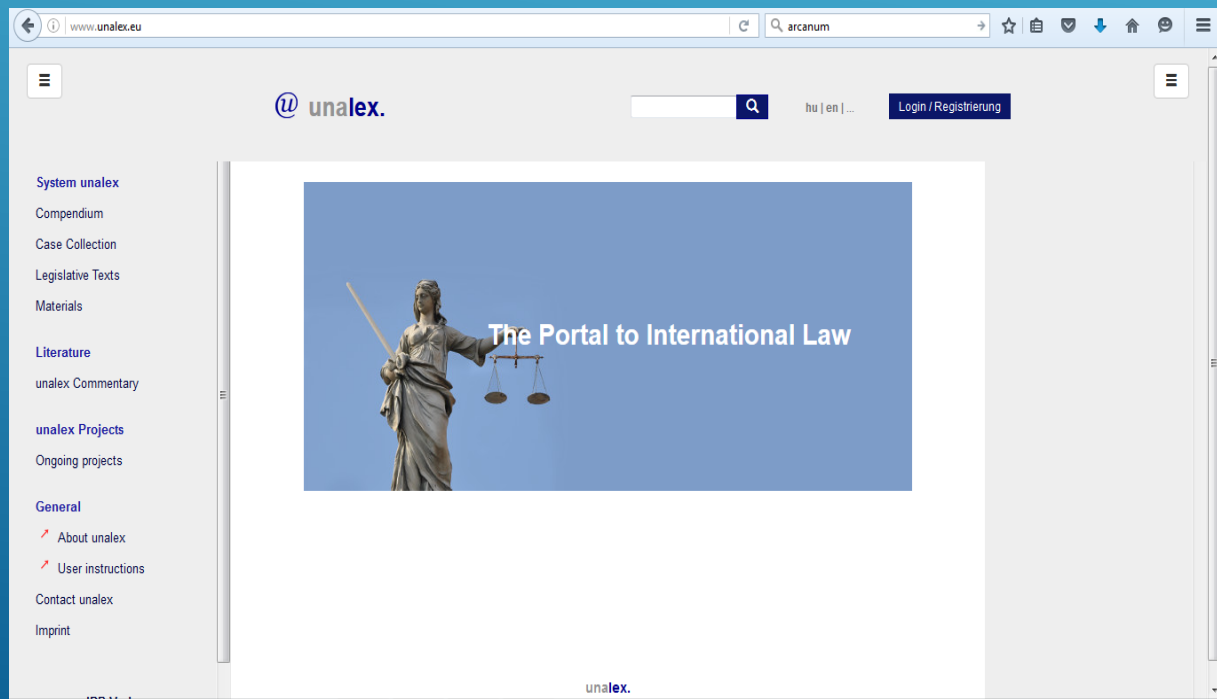 www.unalex.eu
arcanum
@ unalex.
hu | en | ...
Login / Registrierung
System unalex
Compendium
Case Collection
Legislative Texts
Materials
Literature
unalex Commentary
unalex Projects
Ongoing projects
General
About unalex
User instructions
Contact unalex
Imprint
The Portal to International Law
unalex.